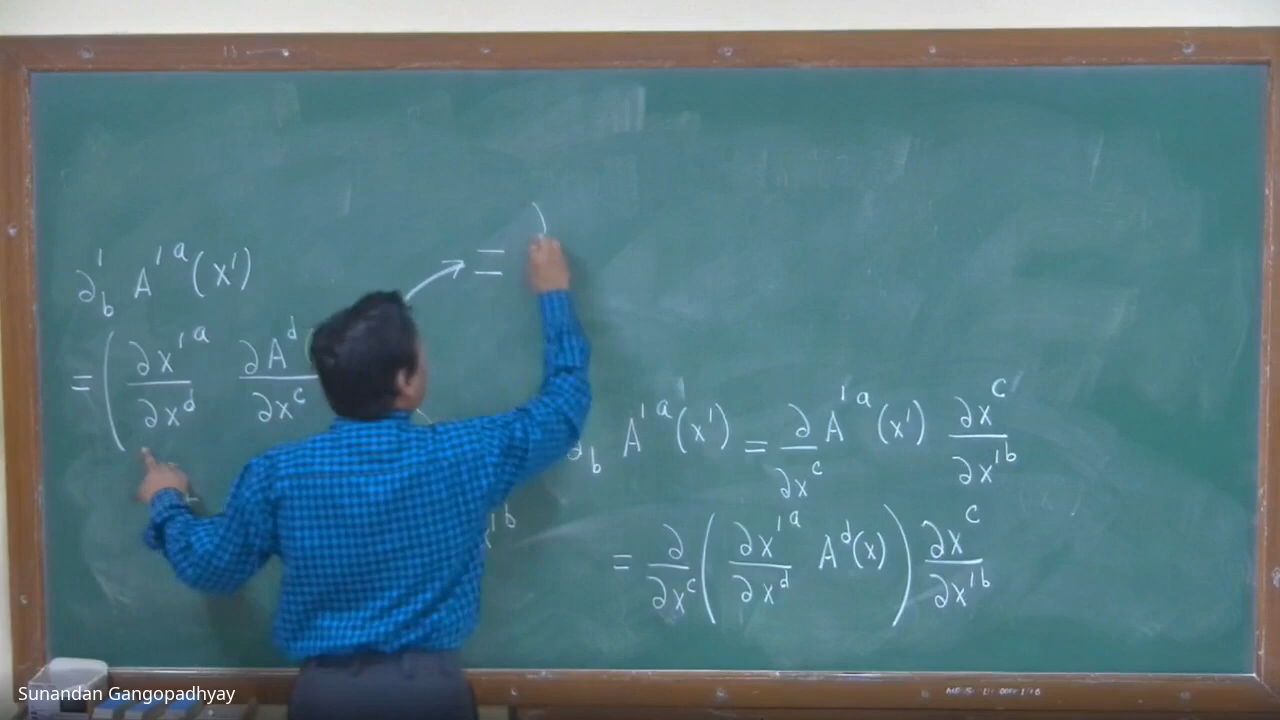 ∂'_b A'^a(x')
= ( ∂x'^a/∂x^d ∂A^d/∂x^c
=
'b
∂_b A'^a(x') = ∂/∂x^c A'^a(x') ∂x^c/∂x'^b
= ∂/∂x^c ( ∂x'^a/∂x^d A^d(x) ) ∂x^c/∂x'^b
Sunandan Gangopadhyay